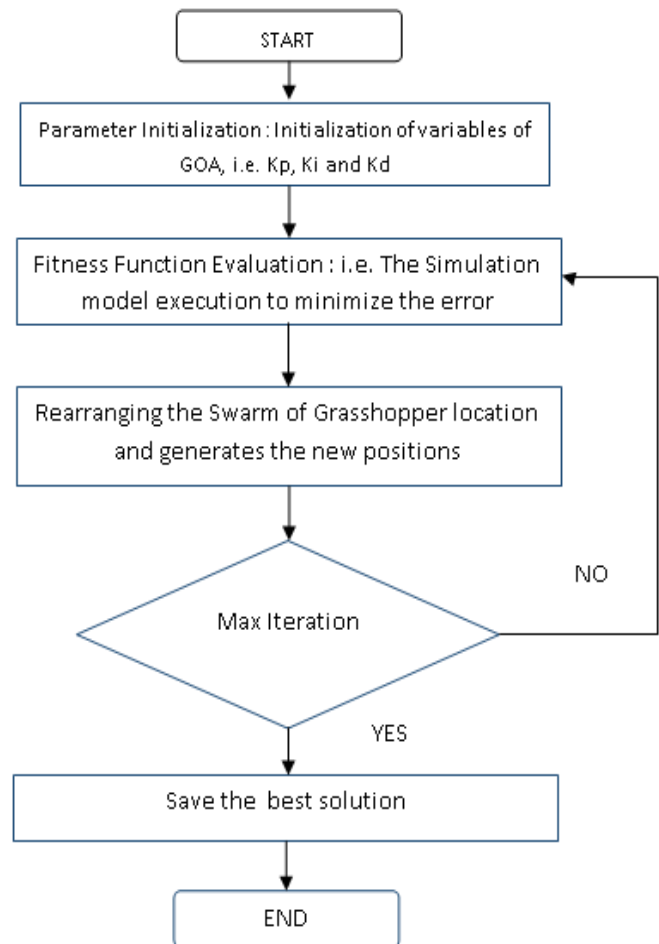 START
Parameter Initialization : Initialization of variables of
GOA, i.e. Kp, Ki and Kd
Fitness Function Evaluation : i.e. The Simulation
model execution to minimize the error
Rearranging the Swarm of Grasshopper location
and generates the new positions
Max Iteration
NO
YES
Save the best solution
END